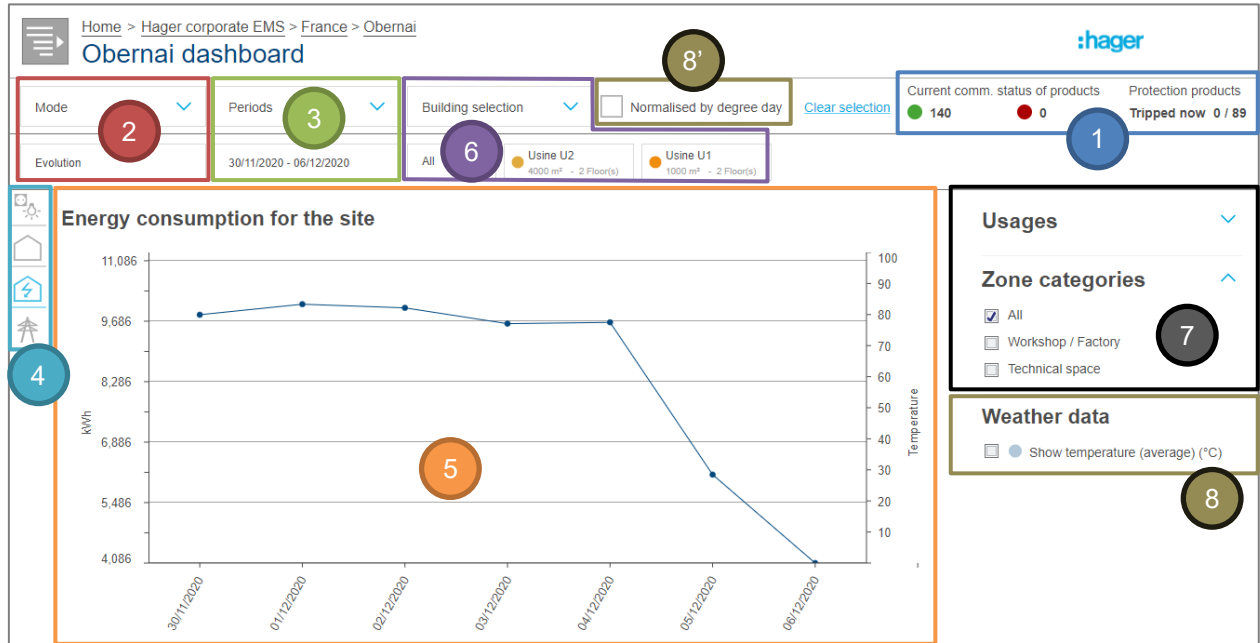 Home > Hager corporate EMS > France > Obernai
Obernai dashboard
:hager
8'
Mode
2
Periods
3
Building selection
Normalised by degree day
Clear selection
Current comm. status of products
140
0
Protection products
Tripped now 0 / 89
1
Evolution
30/11/2020 - 06/12/2020
All
6
Usine U2
4000 m² - 2 Floor(s)
Usine U1
1000 m² - 2 Floor(s)
4
Energy consumption for the site
11,086
9,686
8,286
6,886
5,486
4,086
kWh
5
100
90
80
70
60
50
40
30
20
10
-
Temperature
30/11/2020
01/12/2020
02/12/2020
03/12/2020
04/12/2020
05/12/2020
06/12/2020
Usages
Zone categories
All
Workshop / Factory
Technical space
7
Weather data
Show temperature (average) (°C)
8